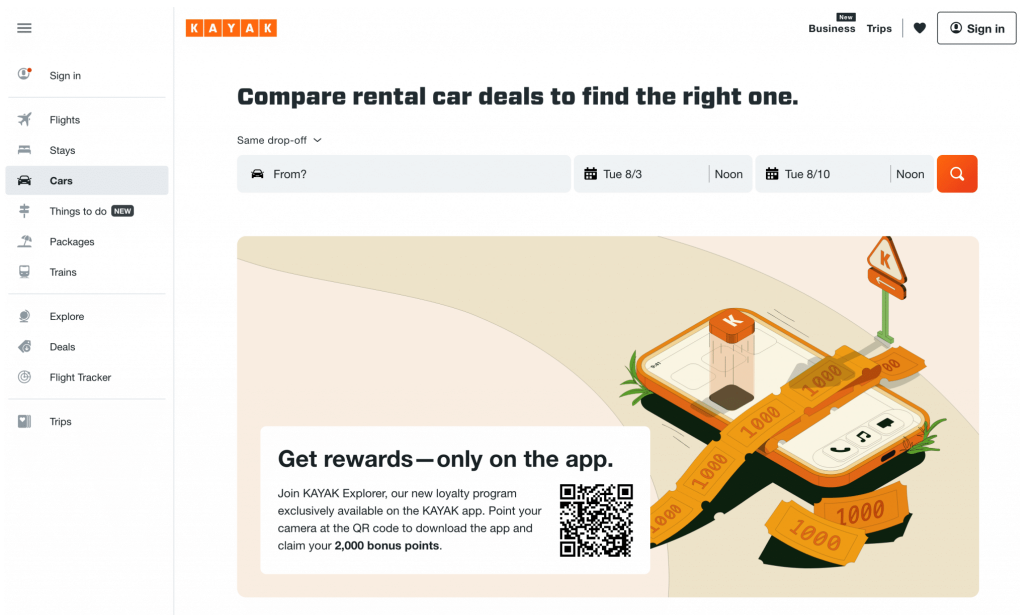 KAYAK
New
Business Trips
Sign in
Sign in
Flights
Stays
Cars
Things to do NEW
Packages
Trains
Explore
Deals
Flight Tracker
Trips
Compare rental car deals to find the right one.
Same drop-off
From? Tue 8/3 Noon Tue 8/10 Noon
K
K
9:41
1000
00
1000
1000
1000
1000
1000
Get rewards—only on the app.
Join KAYAK Explorer, our new loyalty program
exclusively available on the KAYAK app. Point your
camera at the QR code to download the app and
claim your 2,000 bonus points.